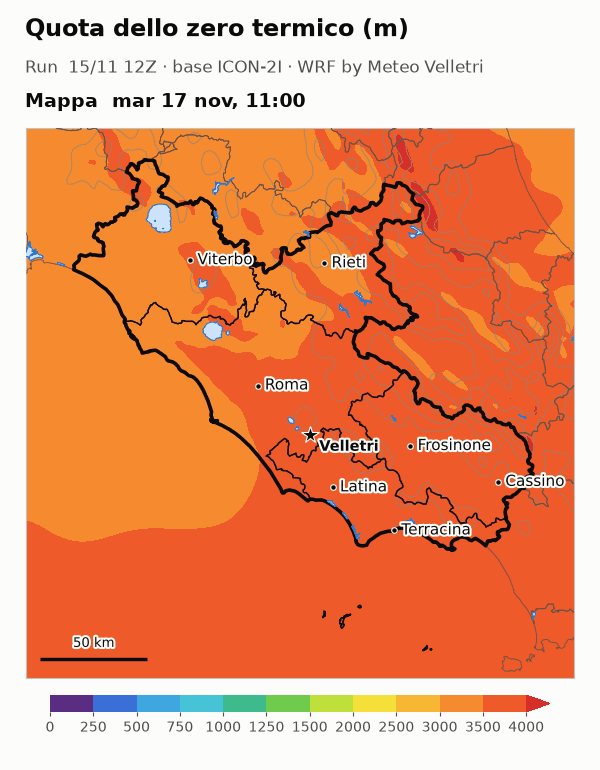 Quota dello zero termico (m)
Run  15/11 12Z · base ICON-2I · WRF by Meteo Velletri
Mappa  mar 17 nov, 11:00
Viterbo
Rieti
Roma
Velletri
Frosinone
Latina
Cassino
Terracina
50 km
0 250 500 750 1000 1250 1500 2000 2500 3000 3500 4000